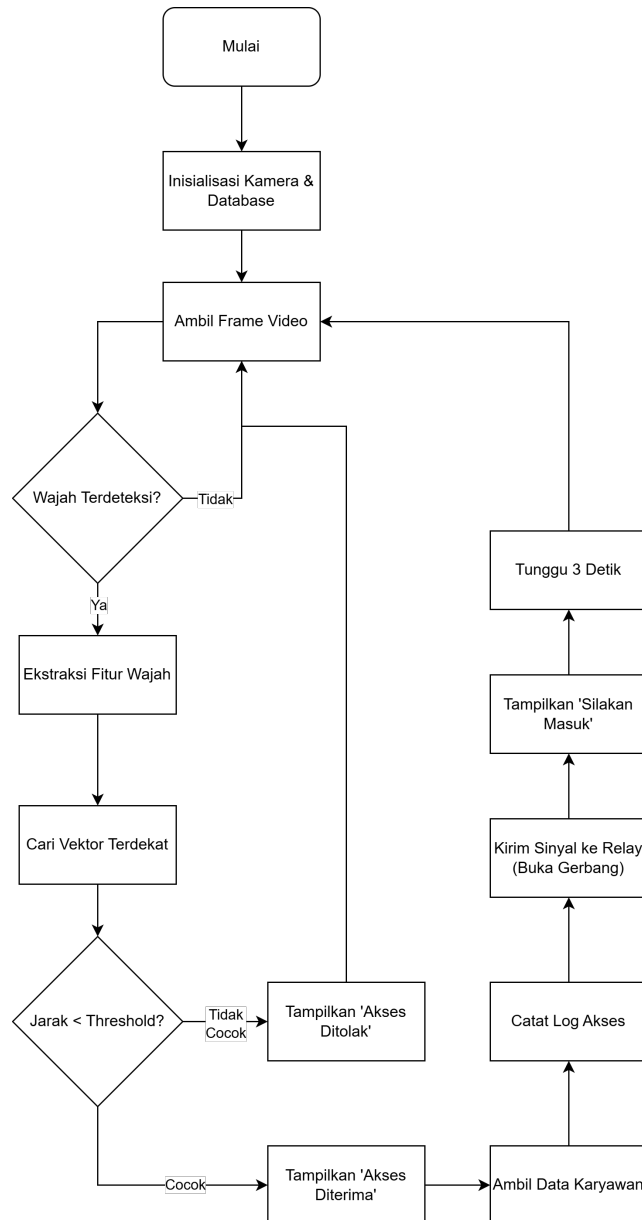 Mulai
Inisialisasi Kamera &
Database
Ambil Frame Video
Wajah Terdeteksi?
Tidak
Ya
Ekstraksi Fitur Wajah
Cari Vektor Terdekat
Jarak < Threshold?
Tidak
Cocok
Tampilkan 'Akses
Ditolak'
Cocok
Tampilkan 'Akses
Diterima'
Ambil Data Karyawan
Catat Log Akses
Kirim Sinyal ke Relay
(Buka Gerbang)
Tampilkan 'Silakan
Masuk'
Tunggu 3 Detik